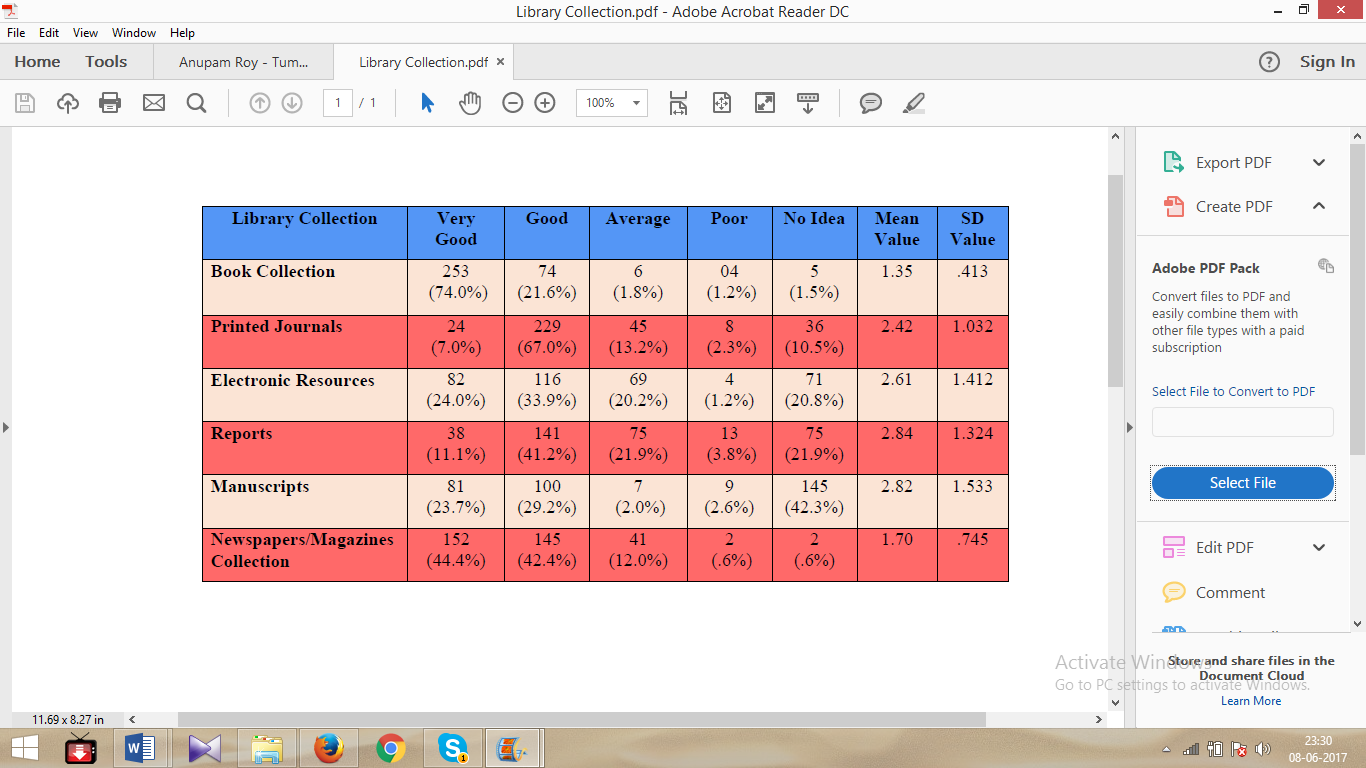 Library Collection.pdf - Adobe Acrobat Reader DC
File Edit View Window Help
Home Tools Anupam Roy - Tum... Library Collection.pdf × ? Sign In
1 / 1 100%
Library Collection Very Good Average Poor No Idea Mean SD
Good Value Value
Book Collection 253 74 6 04 5 1.35 .413
(74.0%) (21.6%) (1.8%) (1.2%) (1.5%)
Printed Journals 24 229 45 8 36 2.42 1.032
(7.0%) (67.0%) (13.2%) (2.3%) (10.5%)
Electronic Resources 82 116 69 4 71 2.61 1.412
(24.0%) (33.9%) (20.2%) (1.2%) (20.8%)
Reports 38 141 75 13 75 2.84 1.324
(11.1%) (41.2%) (21.9%) (3.8%) (21.9%)
Manuscripts 81 100 7 9 145 2.82 1.533
(23.7%) (29.2%) (2.0%) (2.6%) (42.3%)
Newspapers/Magazines 152 145 41 2 2 1.70 .745
Collection (44.4%) (42.4%) (12.0%) (.6%) (.6%)
Export PDF
Create PDF
Adobe PDF Pack
Convert files to PDF and
easily combine them with
other file types with a paid
subscription
Select File to Convert to PDF
Select File
Edit PDF
Comment
Store and share files in the
Document Cloud
Learn More
Activate Windows
Go to PC settings to activate Windows.
11.69 x 8.27 in
23:30
08-06-2017